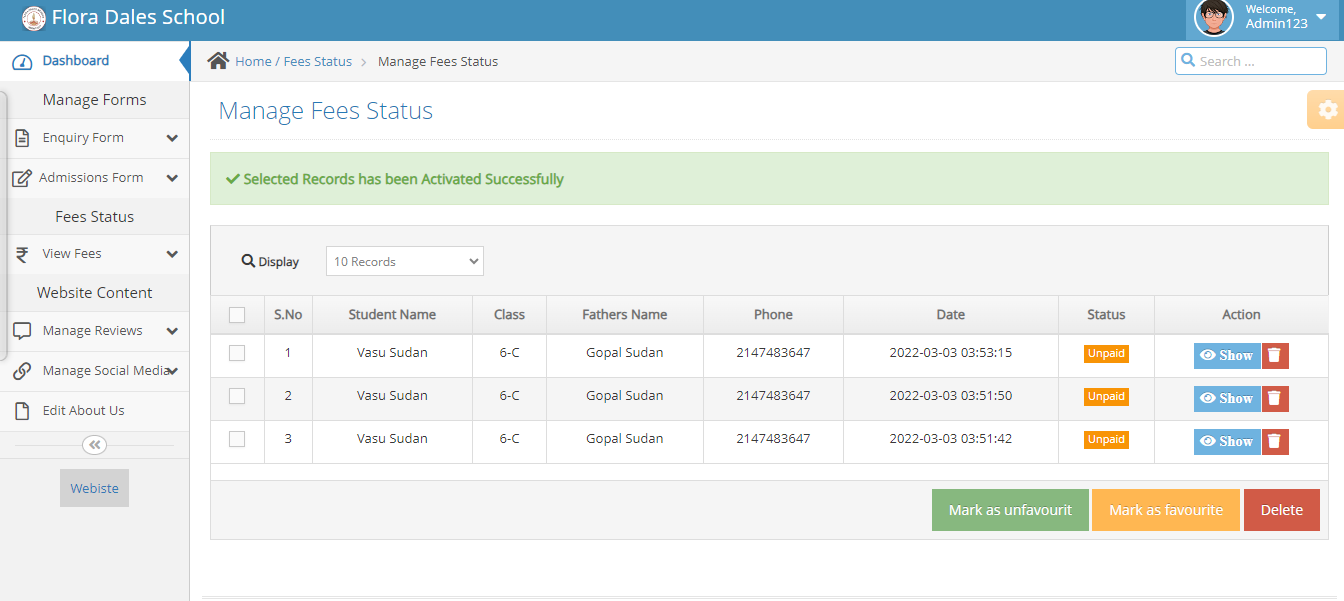 Flora Dales School
Welcome,
Admin123
Dashboard
Home / Fees Status > Manage Fees Status
Search ...
Manage Forms
Enquiry Form
Admissions Form
Fees Status
View Fees
Website Content
Manage Reviews
Manage Social Media
Edit About Us
Webiste
Manage Fees Status
Selected Records has been Activated Successfully
Display 10 Records
S.No Student Name Class Fathers Name Phone Date Status Action
1 Vasu Sudan 6-C Gopal Sudan 2147483647 2022-03-03 03:53:15 Unpaid Show
2 Vasu Sudan 6-C Gopal Sudan 2147483647 2022-03-03 03:51:50 Unpaid Show
3 Vasu Sudan 6-C Gopal Sudan 2147483647 2022-03-03 03:51:42 Unpaid Show
Mark as unfavourit Mark as favourite Delete